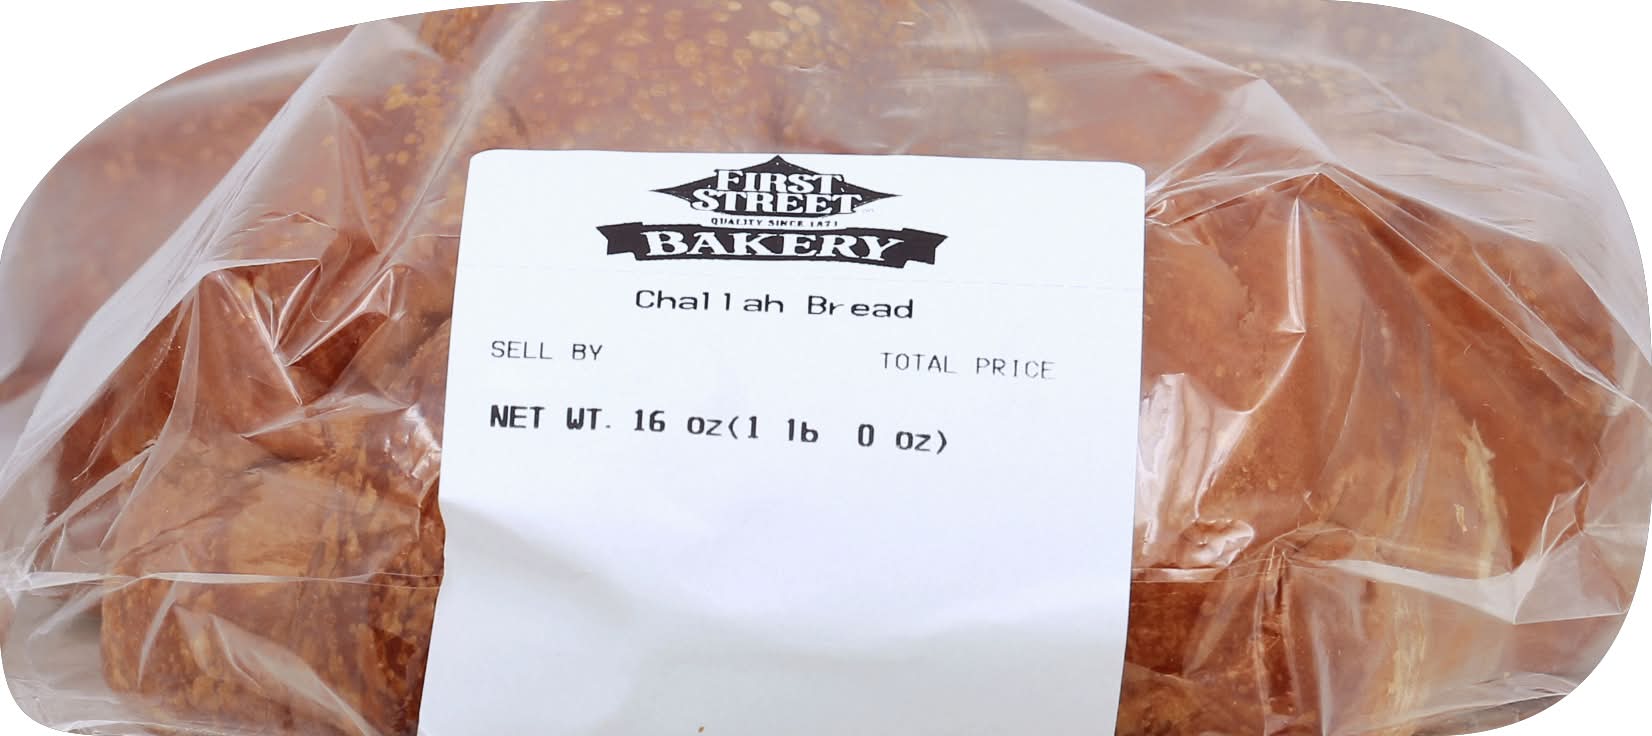 FIRST
STREET
QUALITY SINCE 1871
BAKERY
Challah Bread
SELL BY TOTAL PRICE
NET WT. 16 oz(1 lb 0 oz)